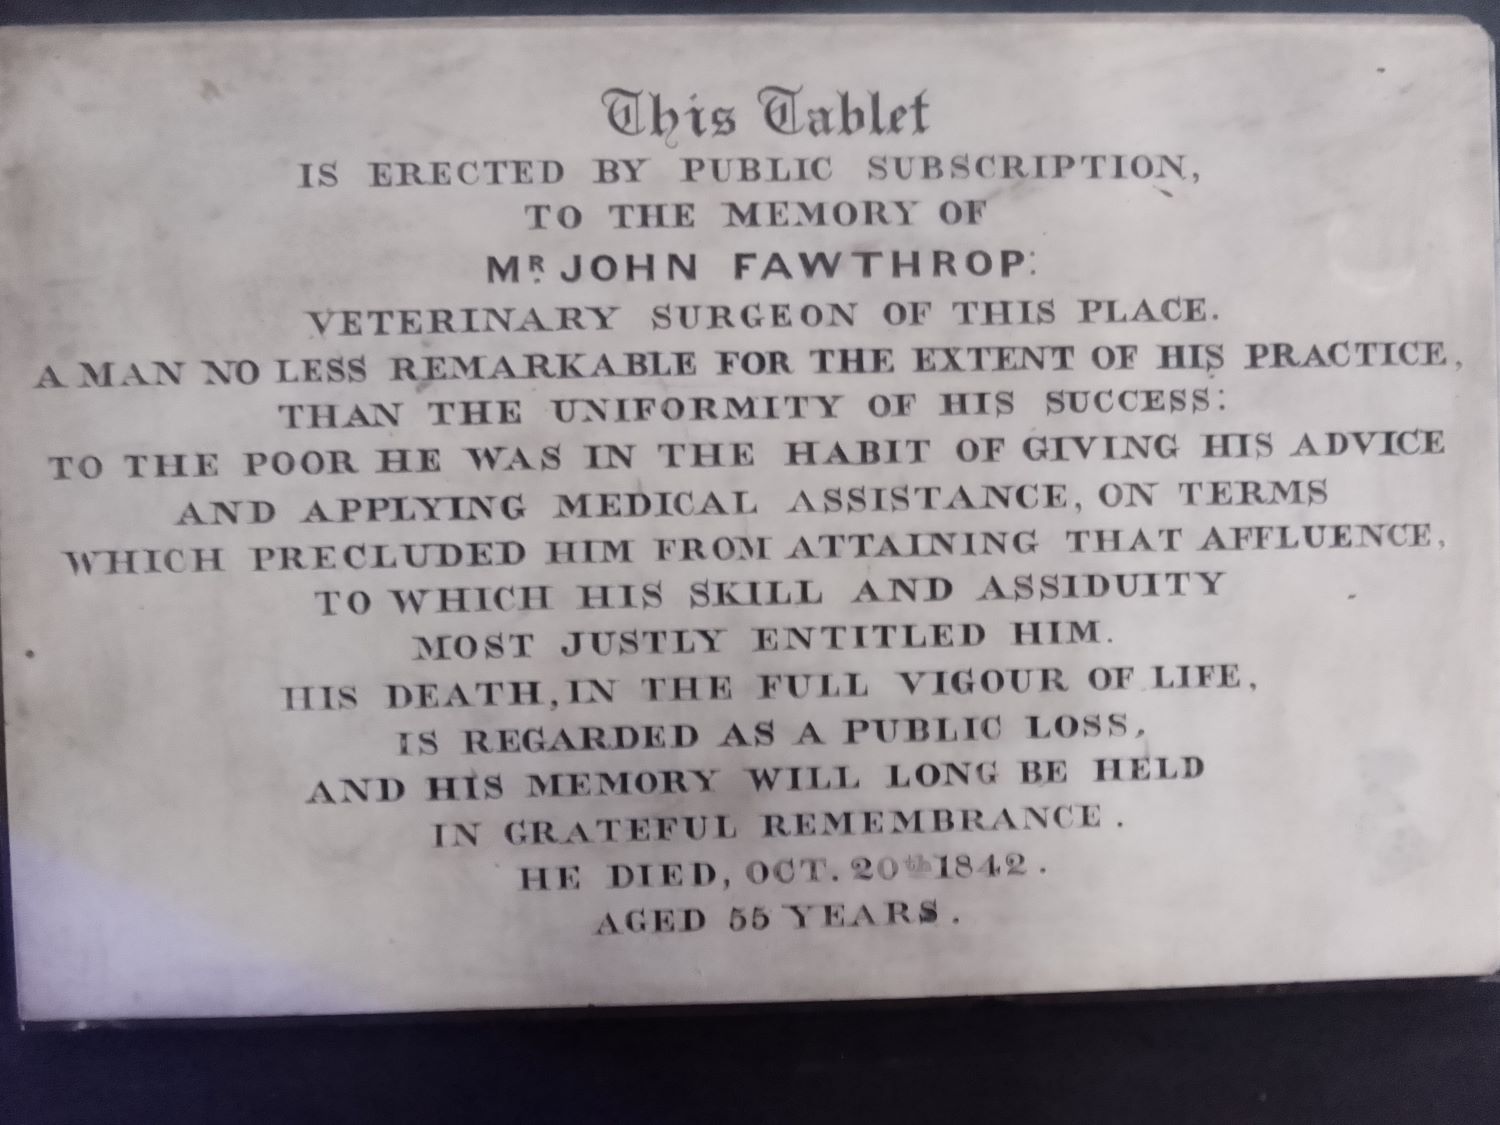 This Tablet
IS ERECTED BY PUBLIC SUBSCRIPTION,
TO THE MEMORY OF
MR. JOHN FAWTHROP:
VETERINARY SURGEON OF THIS PLACE.
A MAN NO LESS REMARKABLE FOR THE EXTENT OF HIS PRACTICE,
THAN THE UNIFORMITY OF HIS SUCCESS:
TO THE POOR HE WAS IN THE HABIT OF GIVING HIS ADVICE
AND APPLYING MEDICAL ASSISTANCE, ON TERMS
WHICH PRECLUDED HIM FROM ATTAINING THAT AFFLUENCE,
TO WHICH HIS SKILL AND ASSIDUITY
MOST JUSTLY ENTITLED HIM.
HIS DEATH, IN THE FULL VIGOUR OF LIFE,
IS REGARDED AS A PUBLIC LOSS,
AND HIS MEMORY WILL LONG BE HELD
IN GRATEFUL REMEMBRANCE.
HE DIED, OCT. 20th 1842.
AGED 55 YEARS.